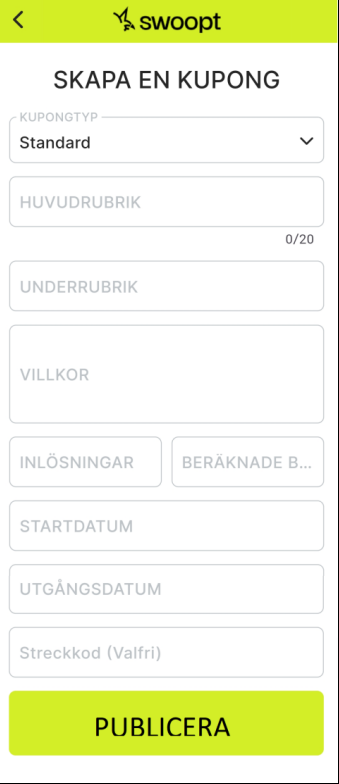 swoopt
SKAPA EN KUPONG
KUPONGTYP
Standard
HUVUDRUBRIK
0/20
UNDERRUBRIK
VILLKOR
INLÖSNINGAR BERÄKNADE B...
STARTDATUM
UTGÅNGSDATUM
Streckkod (Valfri)
PUBLICERA